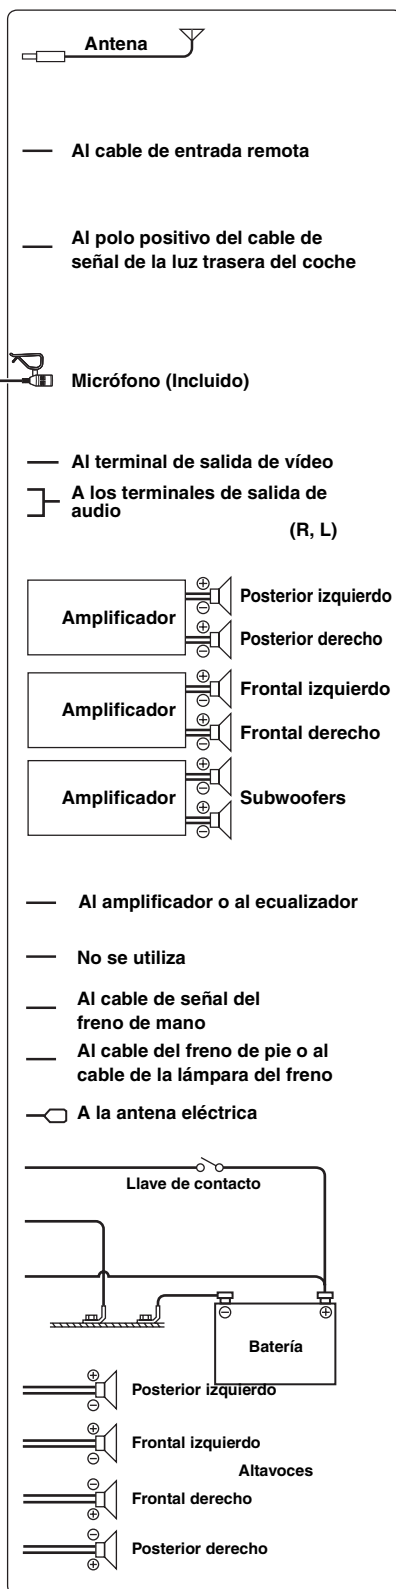 Antena
Al cable de entrada remota
Al polo positivo del cable de
señal de la luz trasera del coche
Micrófono (Incluido)
Al terminal de salida de vídeo
A los terminales de salida de
audio
(R, L)
Amplificador
Posterior izquierdo
Posterior derecho
Amplificador
Frontal izquierdo
Frontal derecho
Amplificador
Subwoofers
Al amplificador o al ecualizador
No se utiliza
Al cable de señal del
freno de mano
Al cable del freno de pie o al
cable de la lámpara del freno
A la antena eléctrica
Llave de contacto
Batería
Posterior izquierdo
Frontal izquierdo
Altavoces
Frontal derecho
Posterior derecho